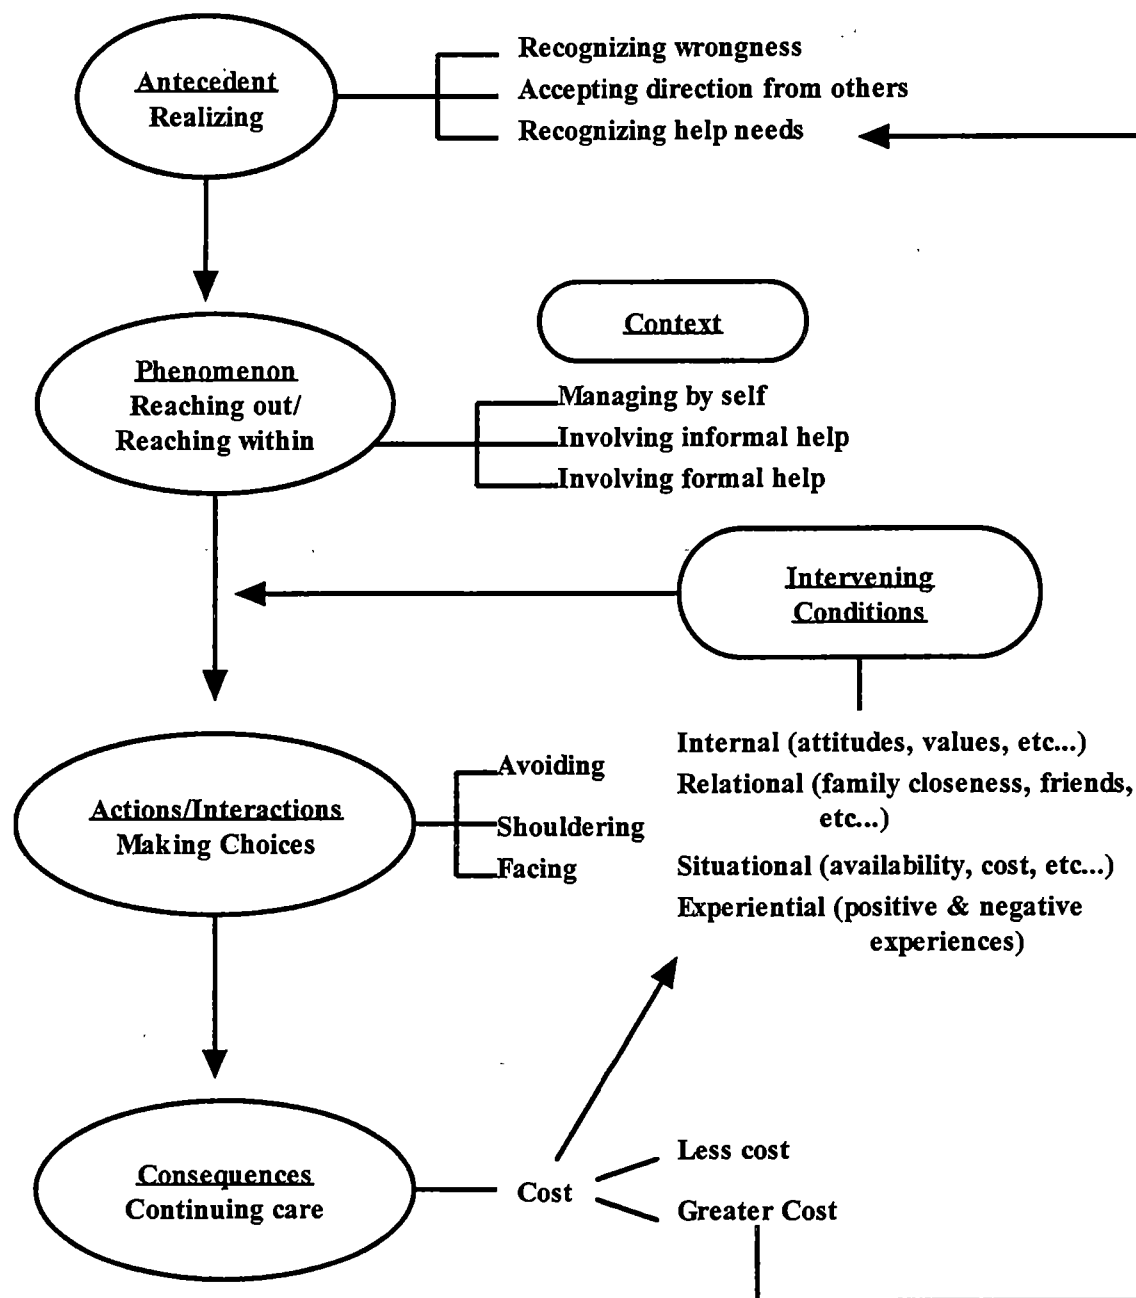 Antecedent
Realizing
Recognizing wrongness
Accepting direction from others
Recognizing help needs
Context
Phenomenon
Reaching out/
Reaching within
Managing by self
Involving informal help
Involving formal help
Intervening
Conditions
Internal (attitudes, values, etc...)
Relational (family closeness, friends,
etc...)
Situational (availability, cost, etc...)
Experiential (positive & negative
experiences)
Actions/Interactions
Making Choices
Avoiding
Shouldering
Facing
Consequences
Continuing care
Cost
Less cost
Greater Cost